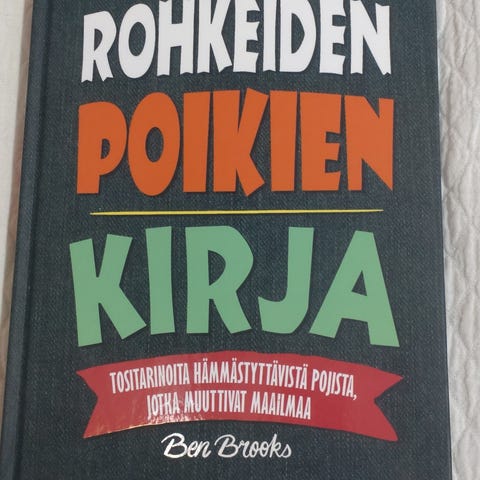 ROHKEIDEN
POIKIEN
KIRJA
TOSITARINOITA HÄMMÄSTYTTÄVISTÄ POJISTA,
JOTKA MUUTTIVAT MAAILMAA
Ben Brooks